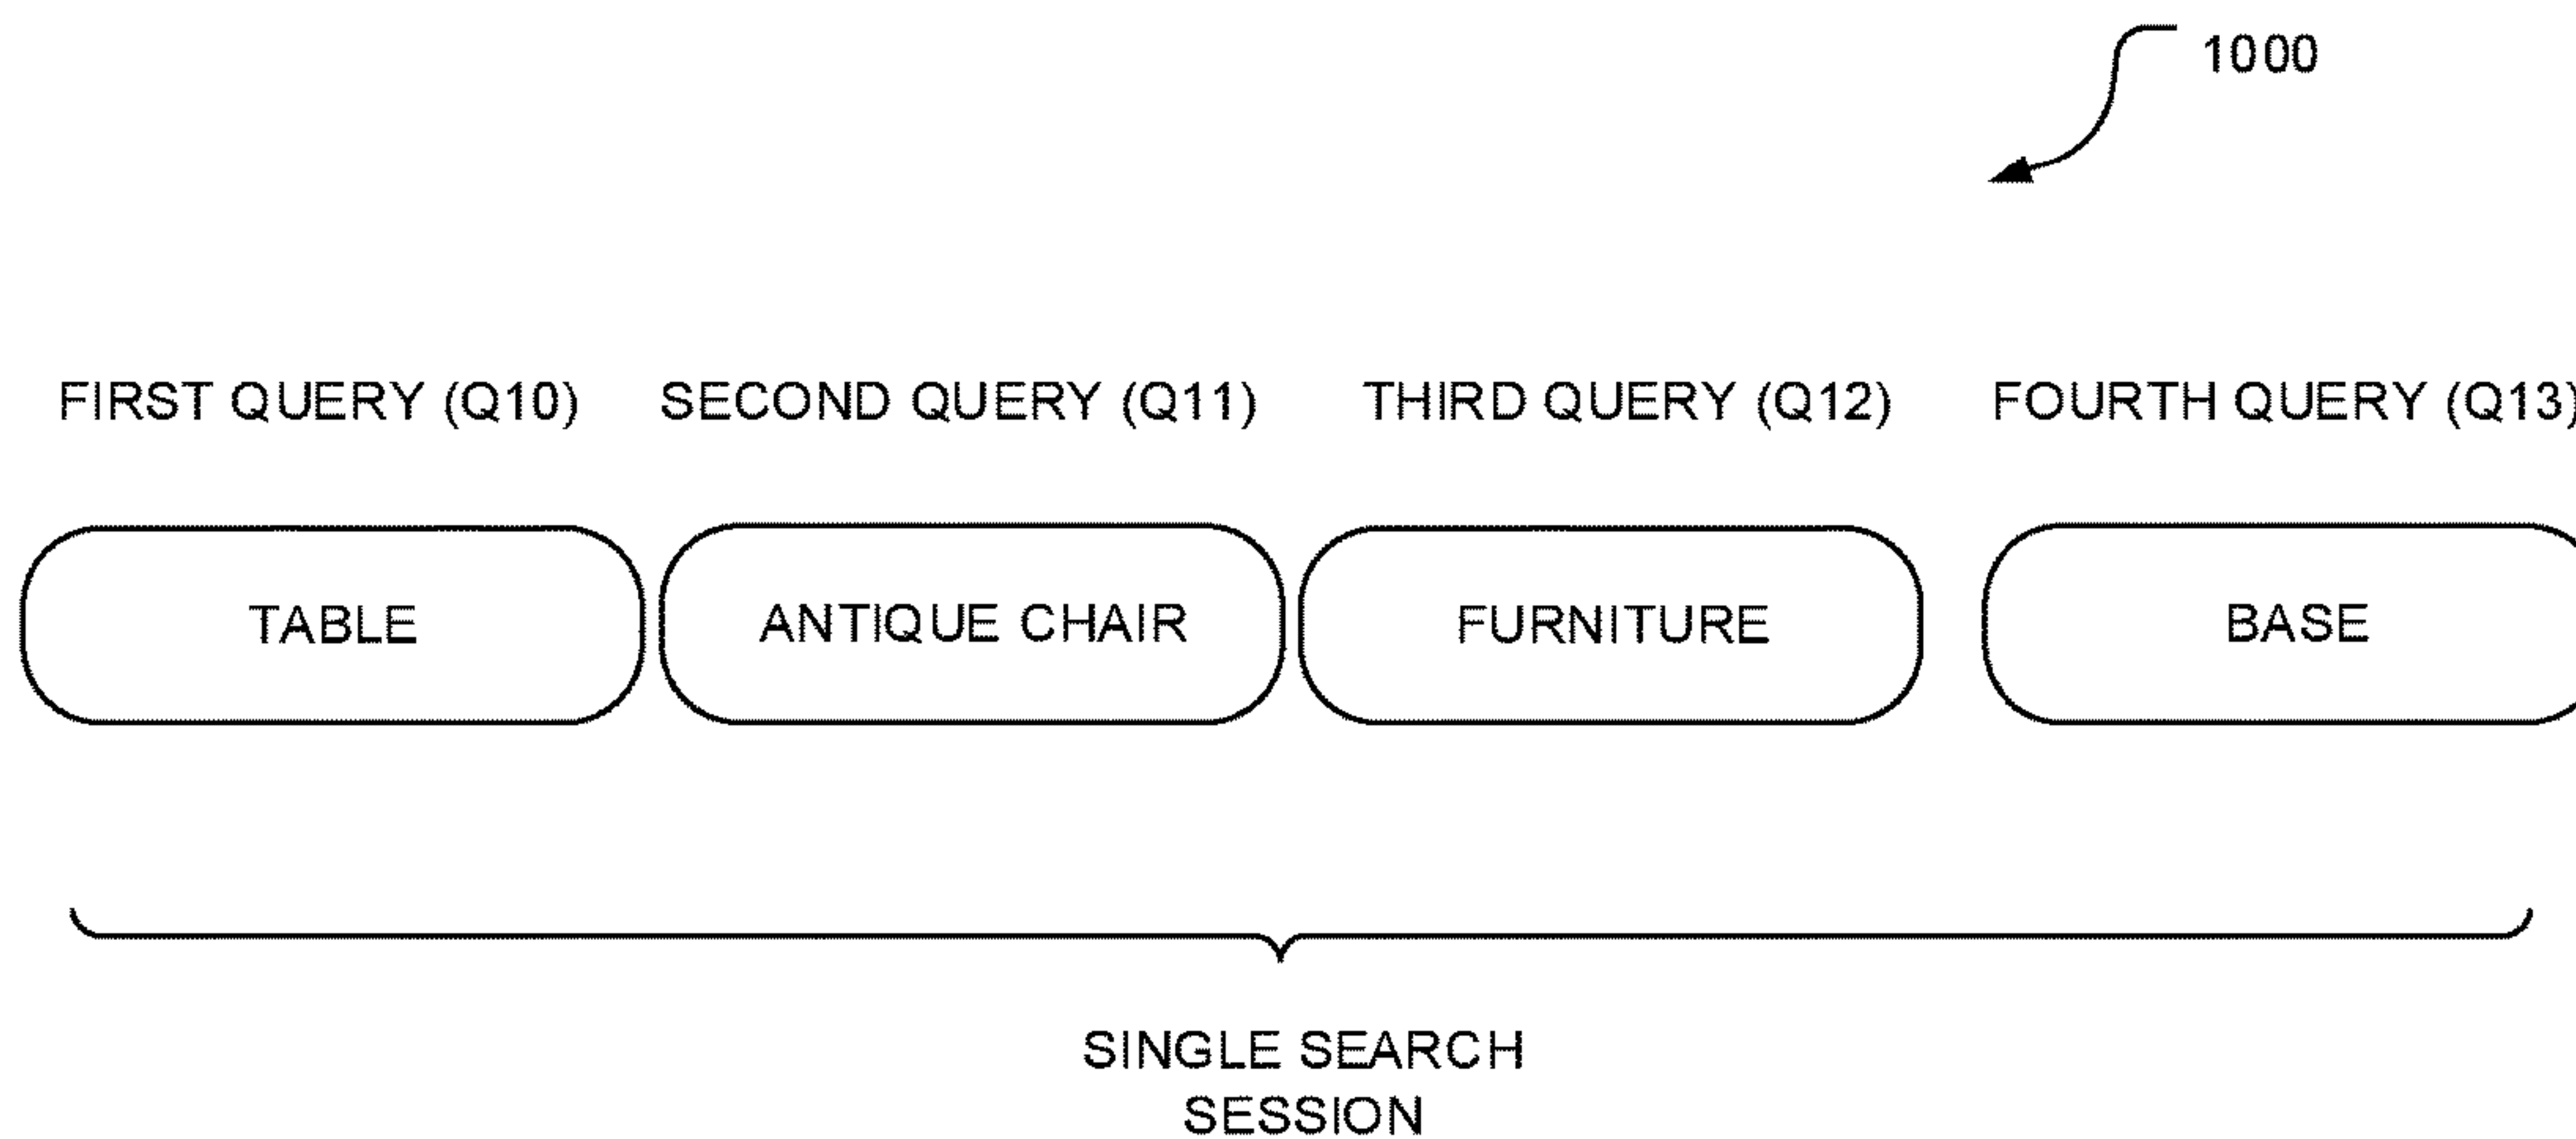 1000
FIRST QUERY (Q10) SECOND QUERY (Q11) THIRD QUERY (Q12) FOURTH QUERY (Q13)
TABLE ANTIQUE CHAIR FURNITURE BASE
SINGLE SEARCH
SESSION